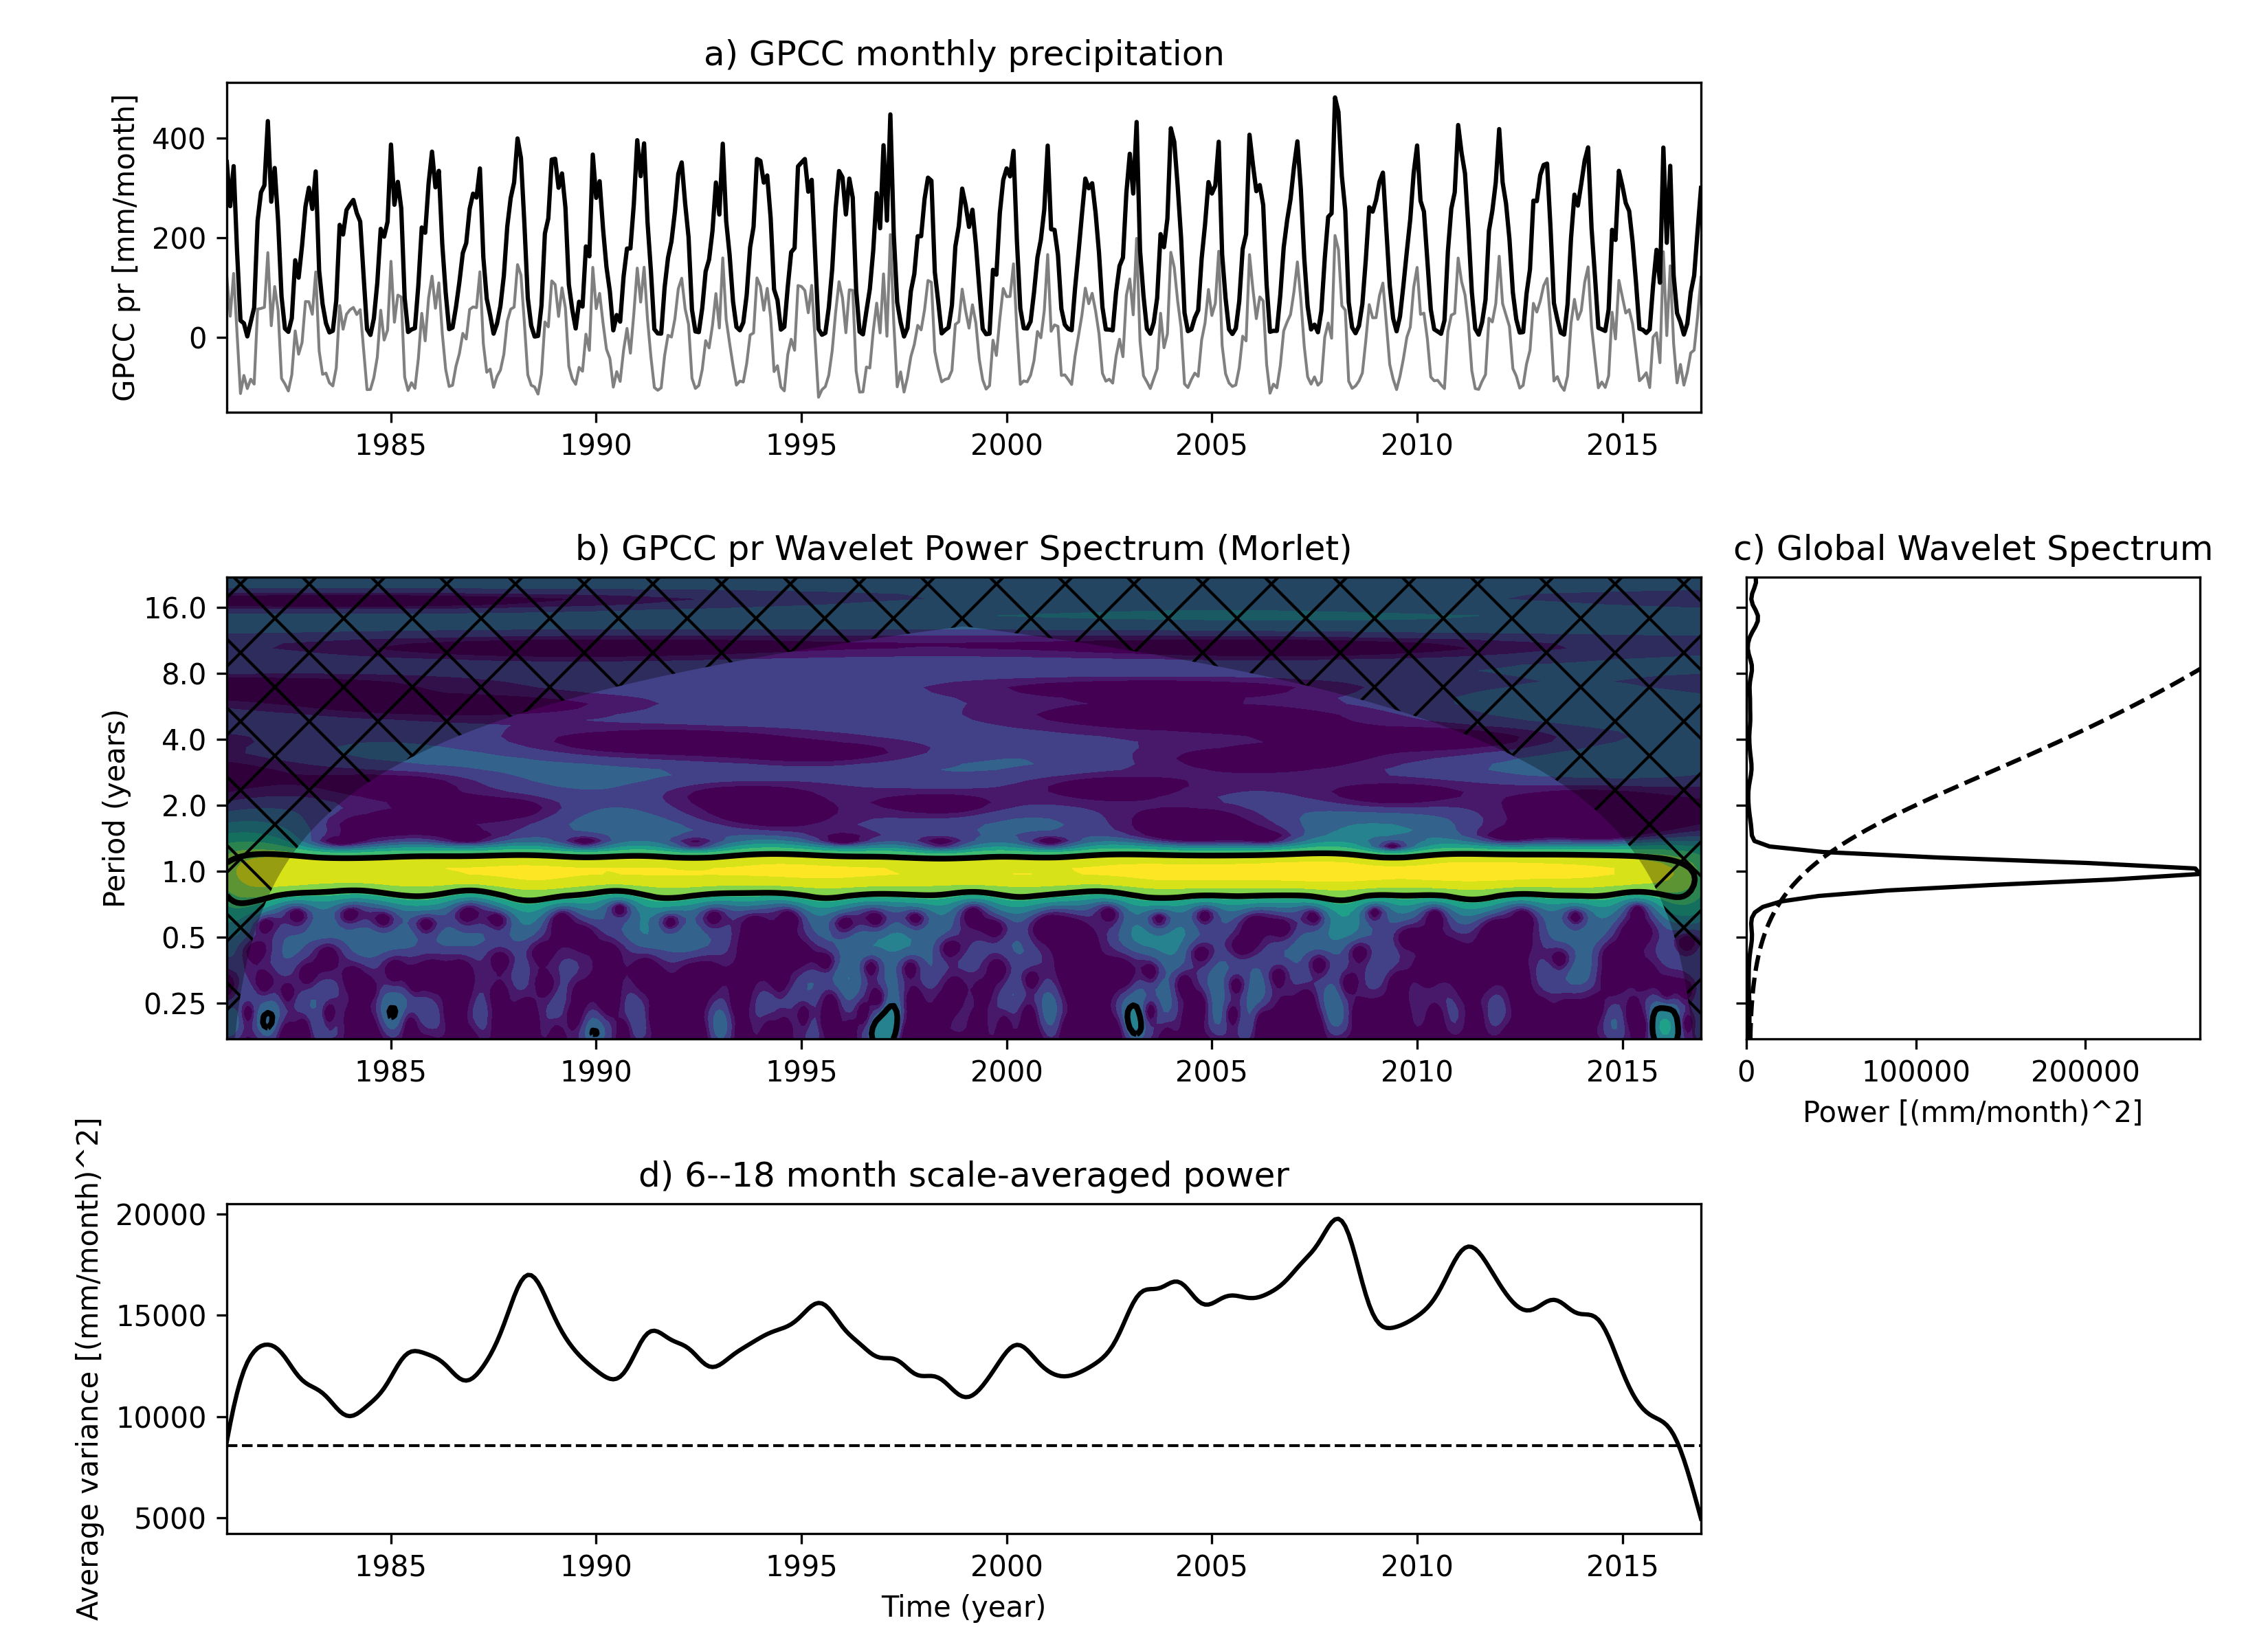 a) GPCC monthly precipitation
GPCC pr [mm/month]
400
200
0
1985 1990 1995 2000 2005 2010 2015
b) GPCC pr Wavelet Power Spectrum (Morlet)
Period (years)
16.0
8.0
4.0
2.0
1.0
0.5
0.25
1985 1990 1995 2000 2005 2010 2015
c) Global Wavelet Spectrum
0 100000 200000
Power [(mm/month)^2]
d) 6--18 month scale-averaged power
Average variance [(mm/month)^2]
20000
15000
10000
5000
1985 1990 1995 2000 2005 2010 2015
Time (year)